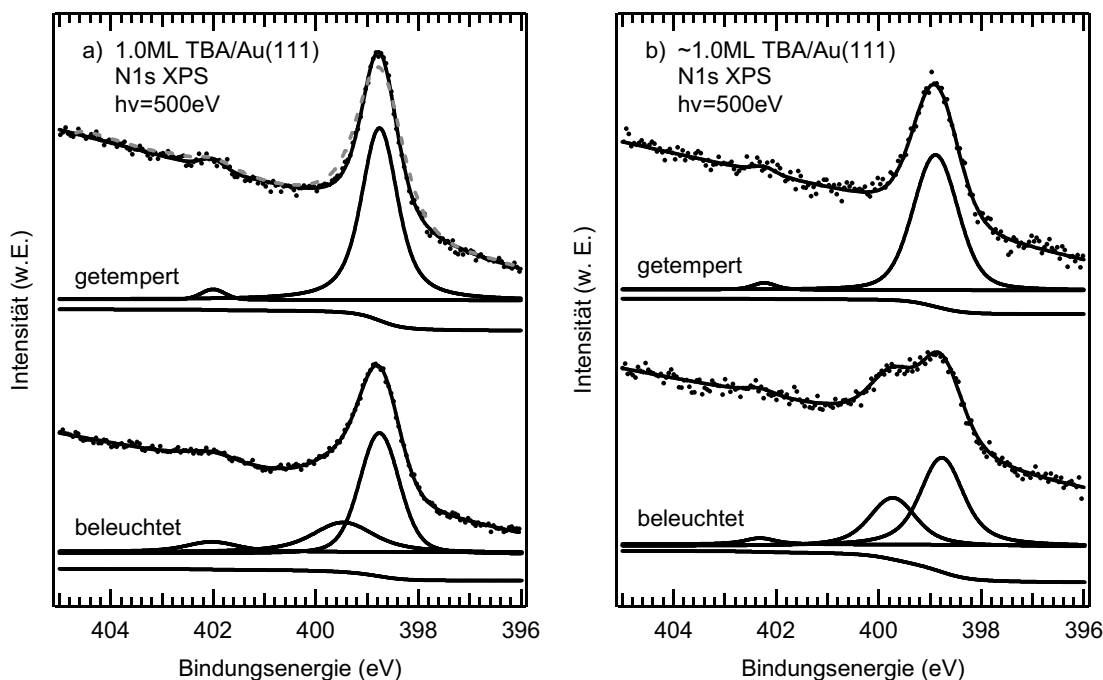 a) 1.0ML TBA/Au(111)
N1s XPS
hν=500eV
getempert
beleuchtet
Intensität (w.E.)
404 402 400 398 396
Bindungsenergie (eV)
b) ~1.0ML TBA/Au(111)
N1s XPS
hν=500eV
getempert
beleuchtet
Intensität (w. E.)
404 402 400 398 396
Bindungsenergie (eV)